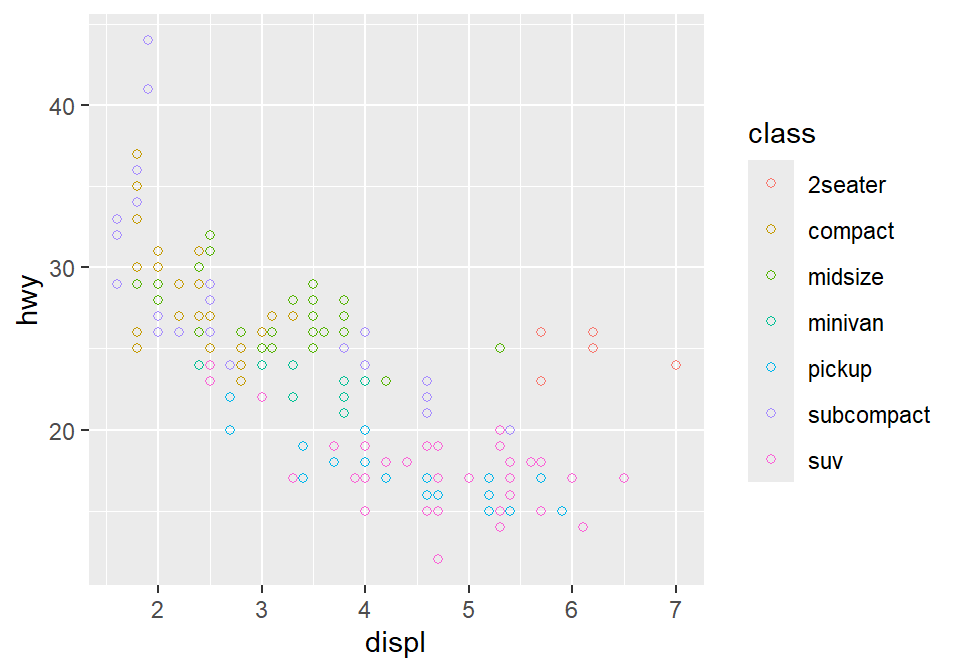 hwy
40
30
20
2 3 4 5 6 7
displ
class
2seater
compact
midsize
minivan
pickup
subcompact
suv